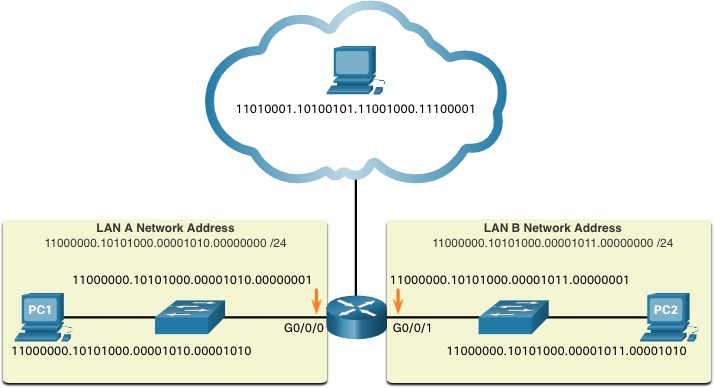 11010001.10100101.11001000.11100001
LAN A Network Address
11000000.10101000.00001010.00000000 /24
11000000.10101000.00001010.00000001
PC1
G0/0/0
11000000.10101000.00001010.00001010
LAN B Network Address
11000000.10101000.00001011.00000000 /24
11000000.10101000.00001011.00000001
G0/0/1
PC2
11000000.10101000.00001011.00001010